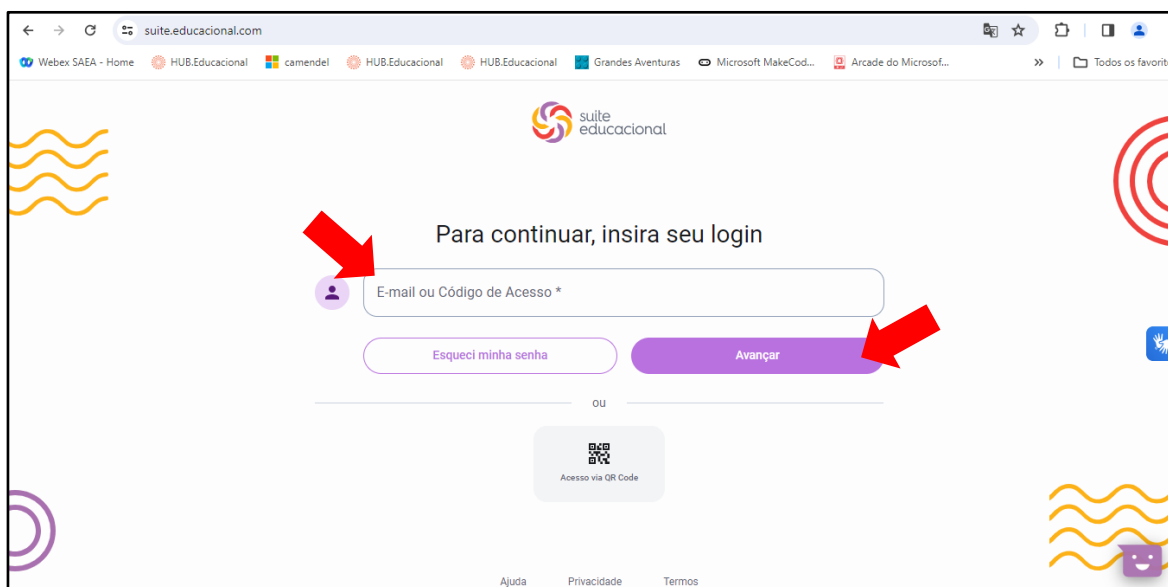 suite.educacional.com
Webex SAEA - Home HUB.Educacional camendel HUB.Educacional HUB.Educacional Grandes Aventuras Microsoft MakeCod... Arcade do Microsof... » Todos os favorit
suite
educacional
Para continuar, insira seu login
E-mail ou Código de Acesso *
Esqueci minha senha Avançar
ou
Acesso via QR Code
Ajuda Privacidade Termos